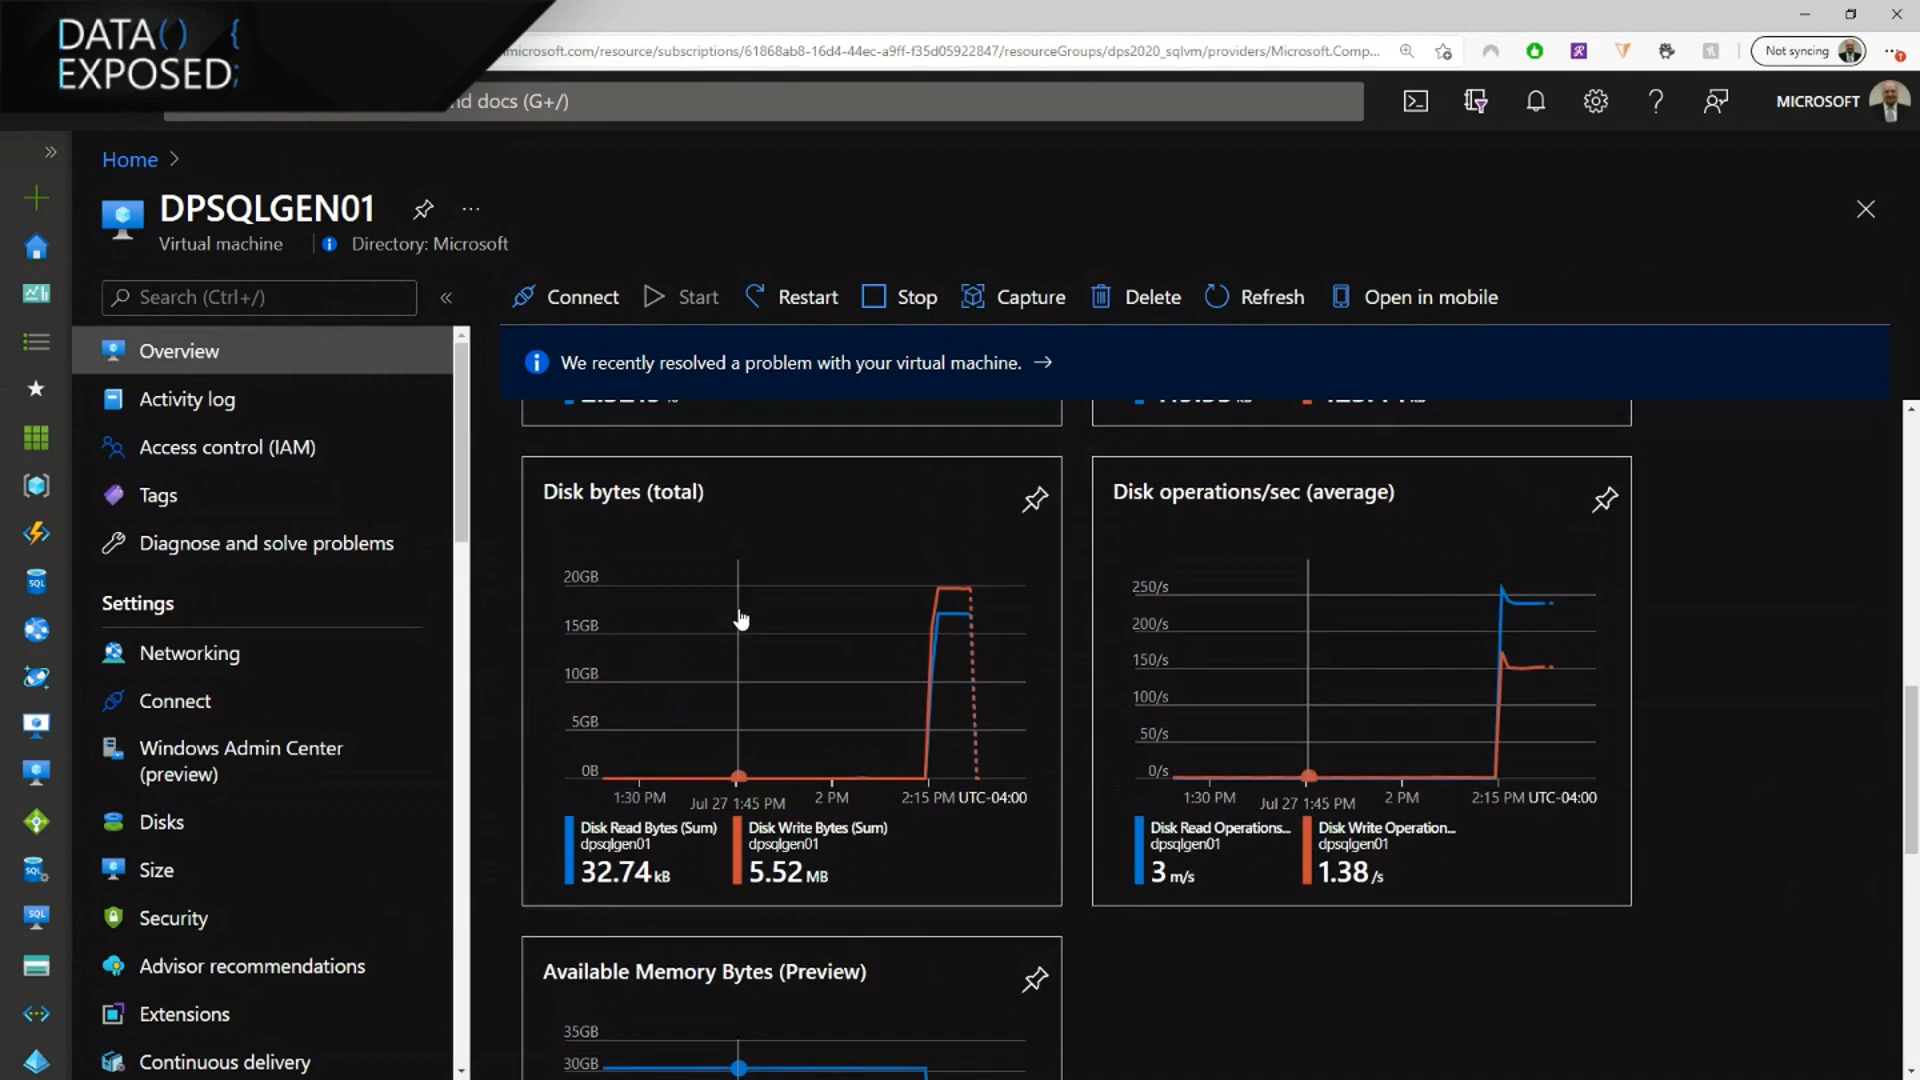 DATA() {
EXPOSED;
microsoft.com/resource/subscriptions/61868ab8-16d4-44ec-a9ff-f35d05922847/resourceGroups/dps2020_sqlvm/providers/Microsoft.Comp...
Not syncing
nd docs (G+/)
MICROSOFT
Home
DPSQLGEN01
Virtual machine
Directory: Microsoft
Search (Ctrl+/)
Connect
Start
Restart
Stop
Capture
Delete
Refresh
Open in mobile
We recently resolved a problem with your virtual machine.
Overview
Activity log
Access control (IAM)
Tags
Diagnose and solve problems
Settings
Networking
Connect
Windows Admin Center
(preview)
Disks
Size
Security
Advisor recommendations
Extensions
Continuous delivery
SQL
SQL
SQL
Disk bytes (total)
20GB
15GB
10GB
5GB
0B
1:30 PM
Jul 27 1:45 PM
2 PM
2:15 PM UTC-04:00
Disk Read Bytes (Sum)
dpsqlgen01
32.74 kB
Disk Write Bytes (Sum)
dpsqlgen01
5.52 MB
Disk operations/sec (average)
250/s
200/s
150/s
100/s
50/s
0/s
1:30 PM
Jul 27 1:45 PM
2 PM
2:15 PM UTC-04:00
Disk Read Operations...
dpsqlgen01
3 m/s
Disk Write Operation...
dpsqlgen01
1.38 /s
Available Memory Bytes (Preview)
35GB
30GB